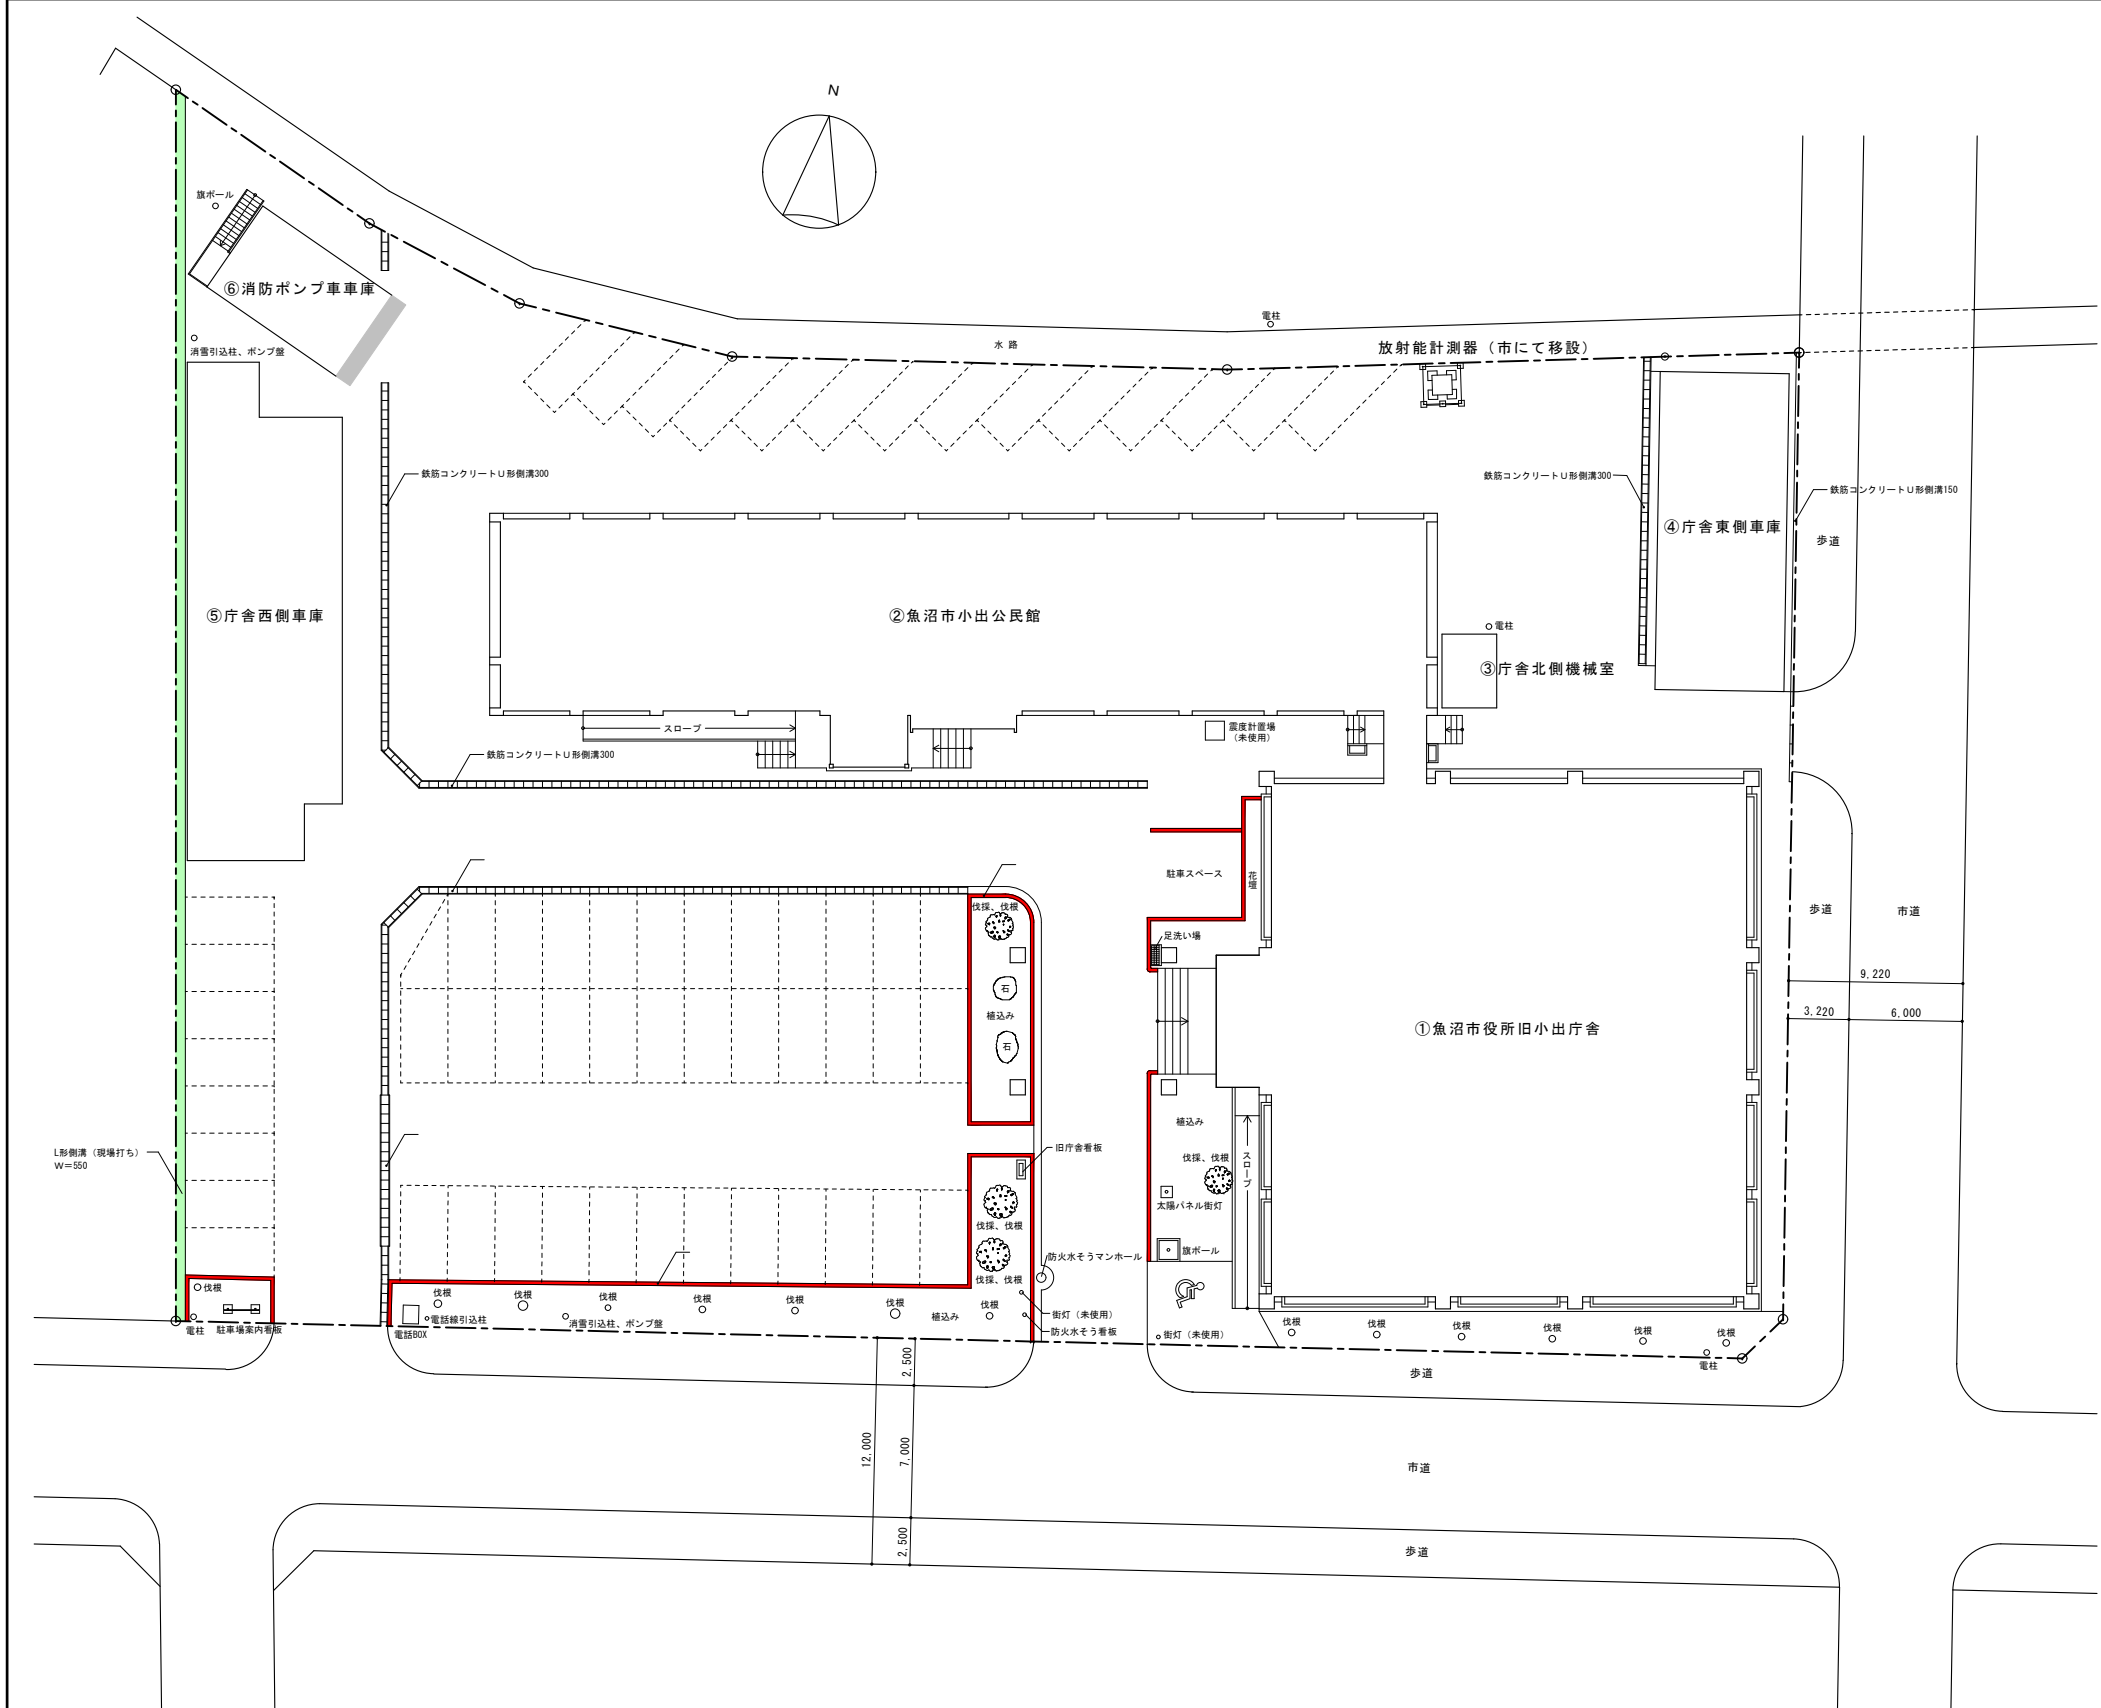 N
旗ポール
⑥消防ポンプ車車庫
消雪引込柱、ポンプ盤
電柱
水 路
放射能計測器（市にて移設）
鉄筋コンクリートU形側溝300
鉄筋コンクリートU形側溝300
鉄筋コンクリートU形側溝150
④庁舎東側車庫
歩道
⑤庁舎西側車庫
②魚沼市小出公民館
電柱
③庁舎北側機械室
スロープ
震度計置場
（未使用）
鉄筋コンクリートU形側溝300
駐車スペース
花壇
伐採、伐根
足洗い場
歩道
市道
石
植込み
石
9,220
3,220
6,000
①魚沼市役所旧小出庁舎
植込み
L形側溝（現場打ち）
W=550
旧庁舎看板
伐採、伐根
スロープ
太陽パネル街灯
伐採、伐根
旗ポール
防火水そうマンホール
伐採、伐根
伐根
電柱
駐車場案内看板
伐根
伐根
伐根
伐根
伐根
伐根
伐根
電話BOX
電話線引込柱
消雪引込柱、ポンプ盤
植込み
街灯（未使用）
防火水そう看板
街灯（未使用）
伐根
伐根
伐根
伐根
伐根
伐根
電柱
歩道
2,500
12,000
7,000
市道
2,500
歩道